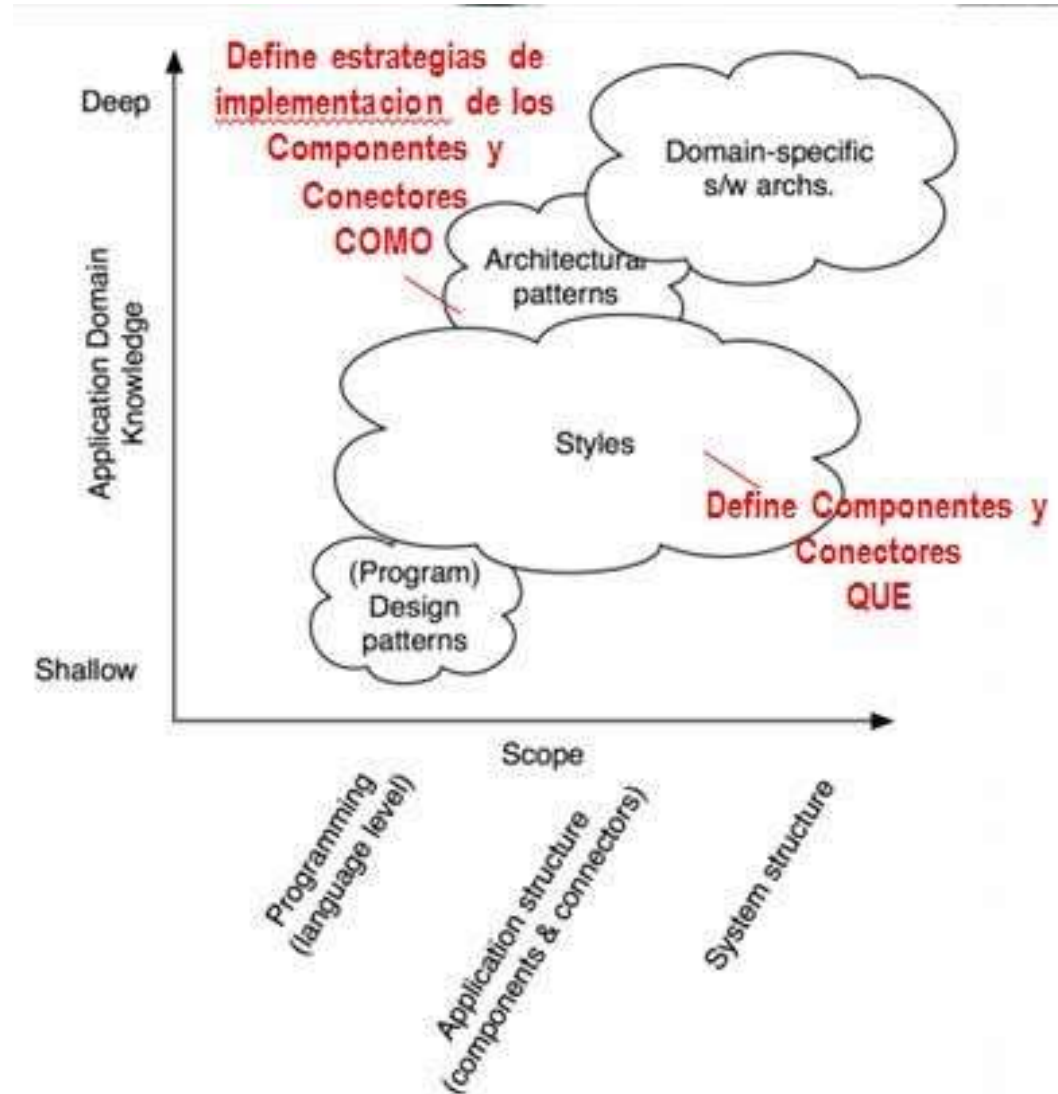 Define estrategias de
implementacion de los
Componentes y
Conectores
COMO
Deep
Domain-specific
s/w archs.
Architectural
patterns
Application Domain
Knowledge
Styles
Define Componentes y
Conectores
QUE
(Program)
Design
patterns
Shallow
Scope
Programming
(language level)
Application structure
(components & connectors)
System structure